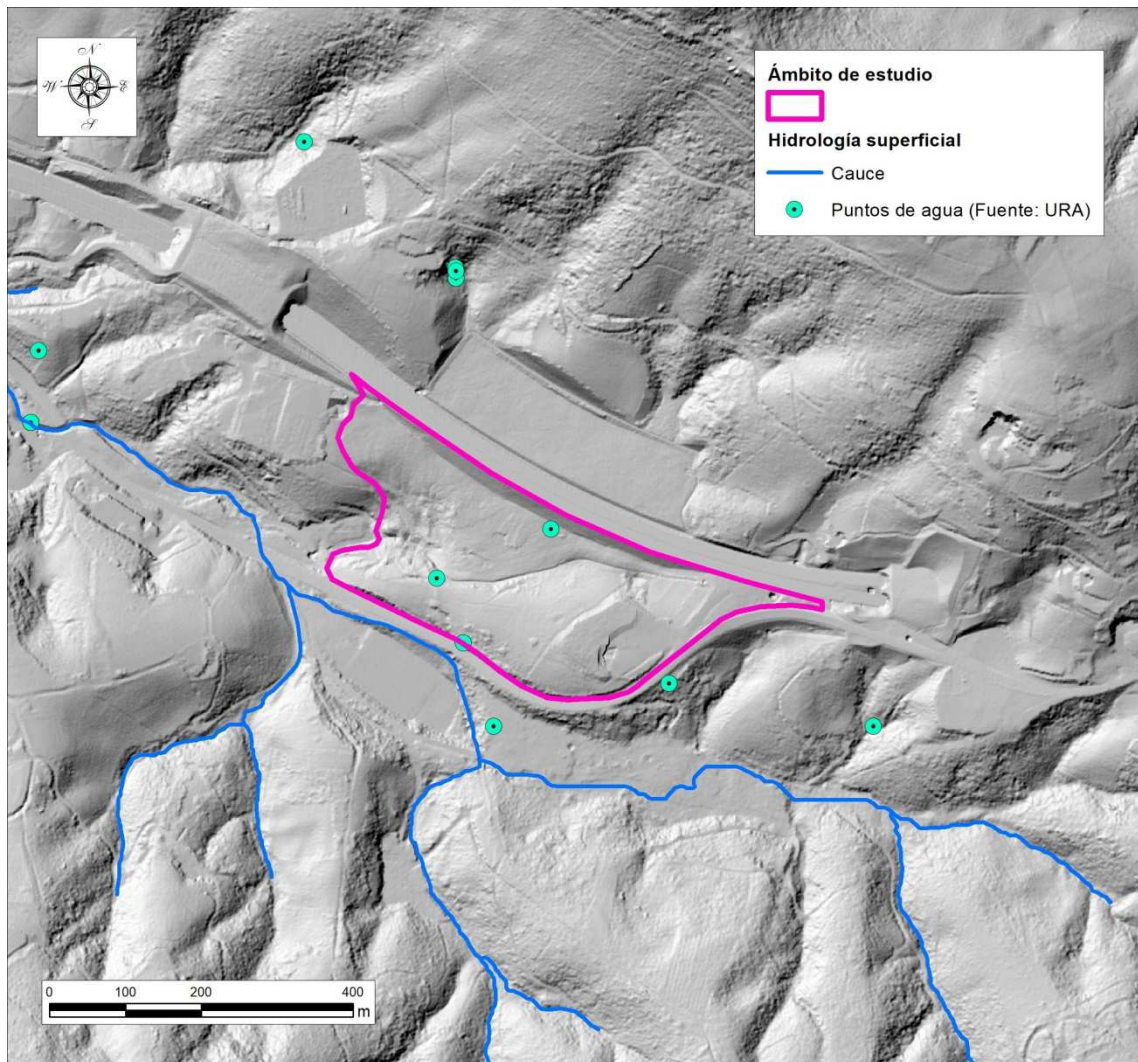 N
W E
S
Ámbito de estudio
Hidrología superficial
Cauce
Puntos de agua (Fuente: URA)
0 100 200 400
m